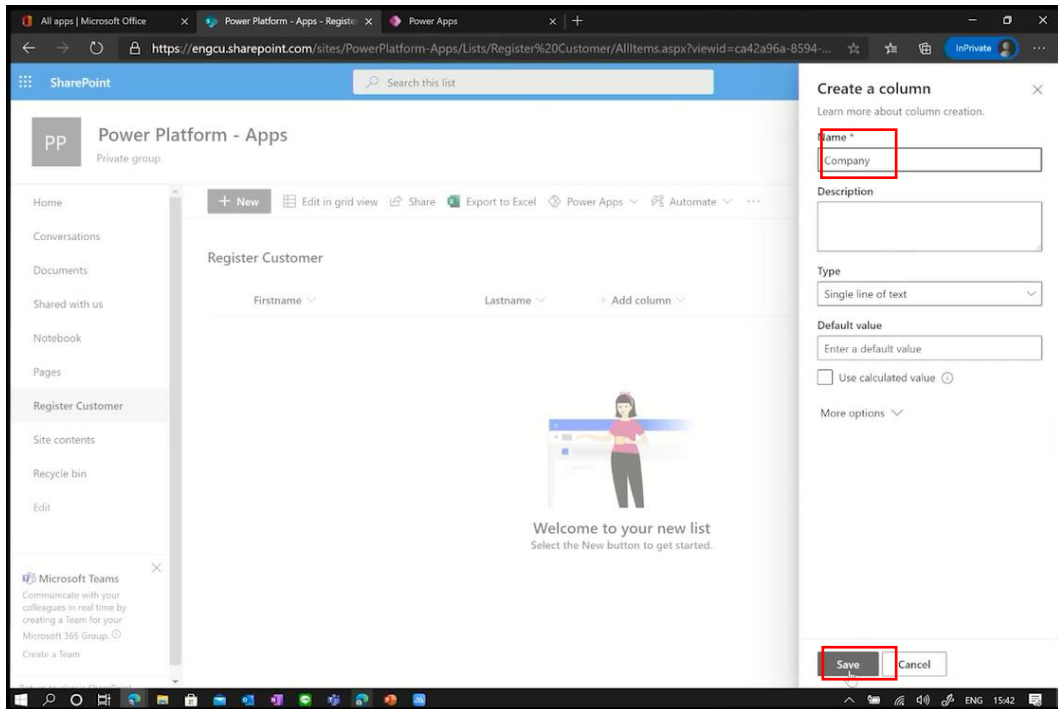 All apps | Microsoft Office
Power Platform - Apps - Registe
Power Apps
https://engcu.sharepoint.com/sites/PowerPlatform-Apps/Lists/Register%20Customer/AllItems.aspx?viewid=ca42a96a-8594-...
InPrivate
SharePoint
Search this list
PP
Power Platform - Apps
Private group
Home
Conversations
Documents
Shared with us
Notebook
Pages
Register Customer
Site contents
Recycle bin
Edit
Microsoft Teams
Communicate with your
colleagues in real time by
creating a Team for your
Microsoft 365 Group.
Create a Team
+ New
Edit in grid view
Share
Export to Excel
Power Apps
Automate
...
Register Customer
Firstname
Lastname
+ Add column
Welcome to your new list
Select the New button to get started.
Create a column
Learn more about column creation.
Name *
Company
Description
Type
Single line of text
Default value
Enter a default value
Use calculated value
More options
Save
Cancel
ENG
15:42